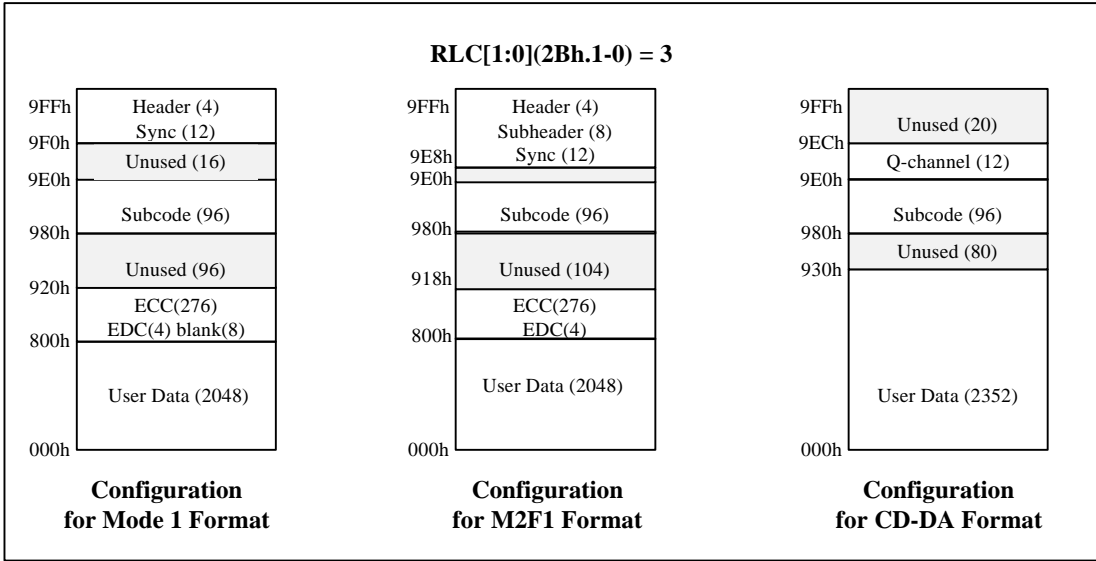 RLC[1:0](2Bh.1-0) = 3
9FFh
Header (4)
Sync (12)
9F0h
Unused (16)
9E0h
Subcode (96)
980h
Unused (96)
920h
ECC(276)
EDC(4) blank(8)
800h
User Data (2048)
000h
Configuration
for Mode 1 Format
9FFh
Header (4)
Subheader (8)
Sync (12)
9E8h
9E0h
Subcode (96)
980h
Unused (104)
918h
ECC(276)
EDC(4)
800h
User Data (2048)
000h
Configuration
for M2F1 Format
9FFh
Unused (20)
9ECh
Q-channel (12)
9E0h
Subcode (96)
980h
Unused (80)
930h
User Data (2352)
000h
Configuration
for CD-DA Format